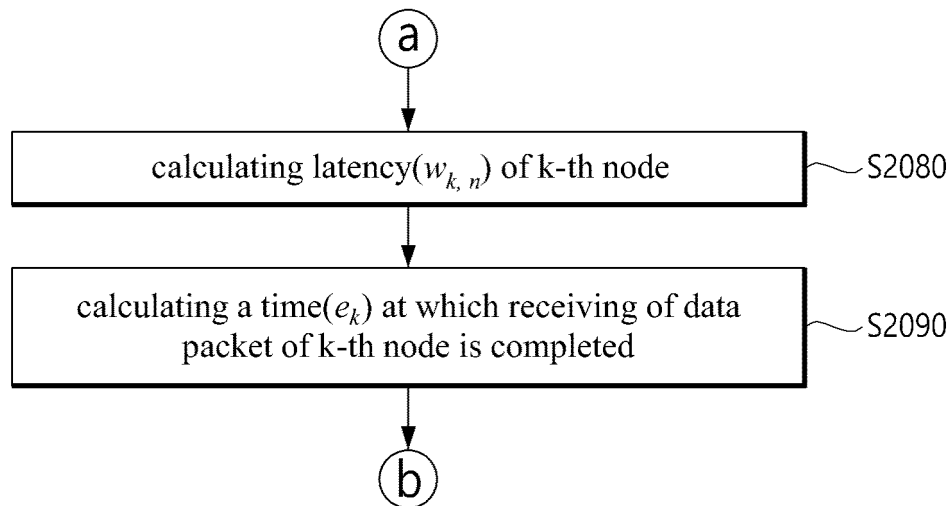 a
calculating latency(w_{k, n}) of k-th node
S2080
calculating a time(e_k) at which receiving of data
packet of k-th node is completed
S2090
b